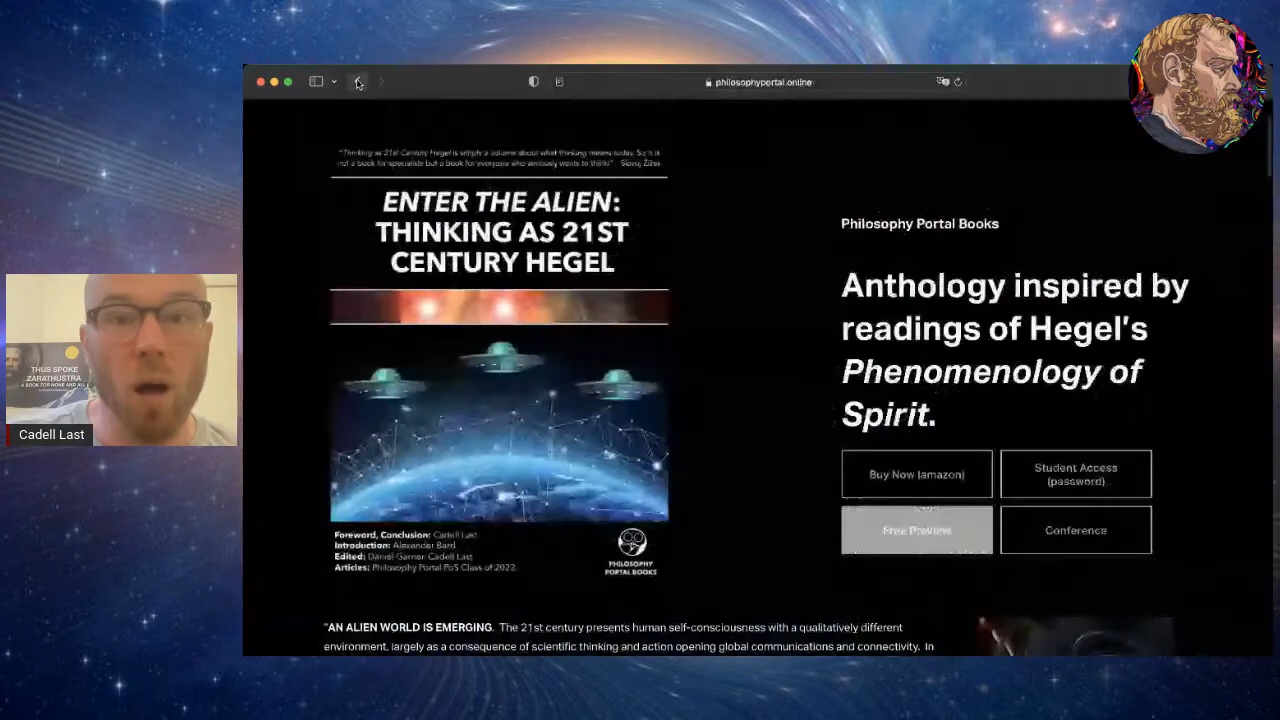 philosophyportal.online
"Thinking as 21st Century Hegel is simply a volume about what thinking means today. So it is
not a book for specialists but a book for everyone who seriously wants to think!" Slavoj Žižek
ENTER THE ALIEN:
THINKING AS 21ST
CENTURY HEGEL
Foreword, Conclusion: Cadell Last
Introduction: Alexander Bard
Edited: Daniel Garner, Cadell Last
Articles: Philosophy Portal PoS Class of 2022
PHILOSOPHY
PORTAL BOOKS
Philosophy Portal Books
Anthology inspired by
readings of Hegel's
Phenomenology of
Spirit.
Buy Now (amazon)
Student Access
(password)
Free Preview
Conference
"AN ALIEN WORLD IS EMERGING. The 21st century presents human self-consciousness with a qualitatively different
environment, largely as a consequence of scientific thinking and action opening global communications and connectivity. In
THUS SPOKE
ZARATHUSTRA
A BOOK FOR NONE AND ALL
Cadell Last